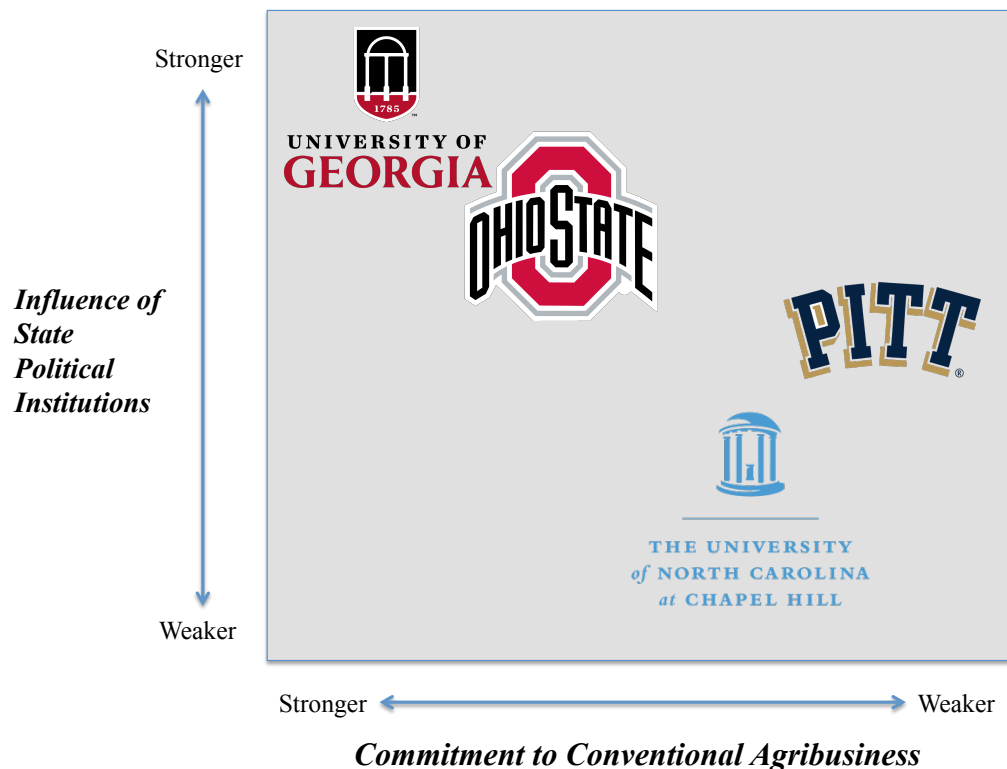 Stronger
1785
™
UNIVERSITY OF
GEORGIA
OHIO STATE
Influence of
State
Political
Institutions
PITT
®
THE UNIVERSITY
of NORTH CAROLINA
at CHAPEL HILL
Weaker
Stronger
Weaker
Commitment to Conventional Agribusiness